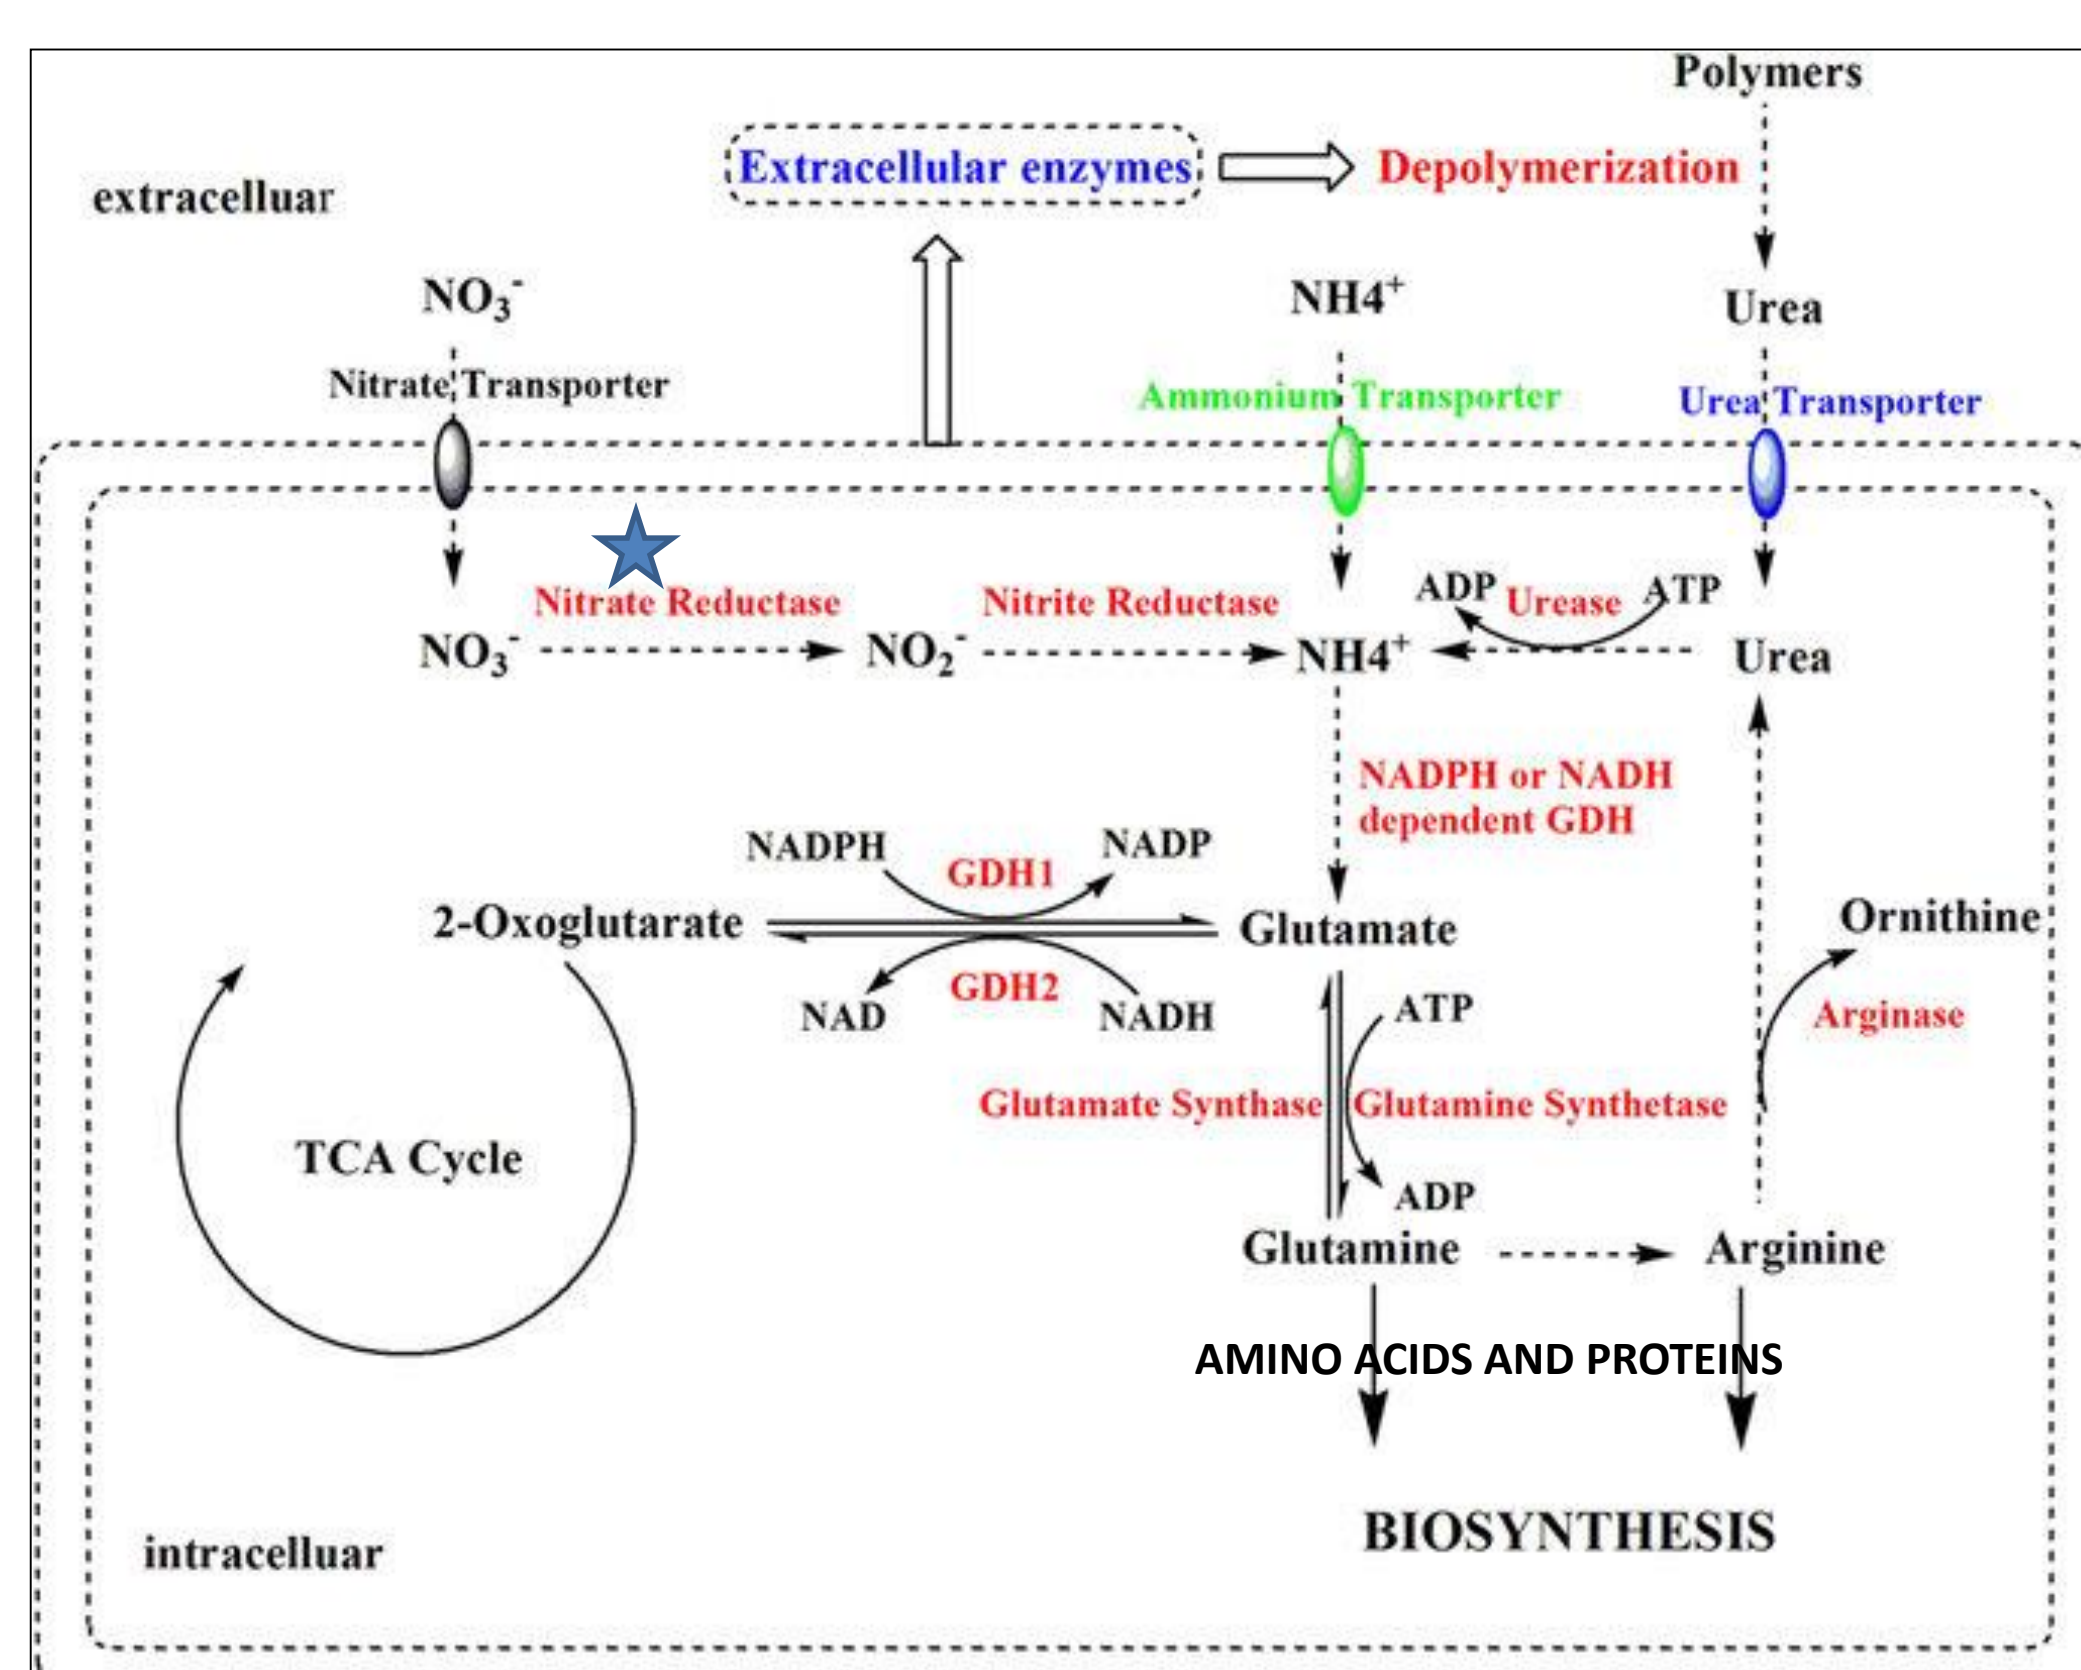 Polymers
Extracellular enzymes
Depolymerization
extracelluar
NO3-
NH4+
Urea
Nitrate Transporter
Ammonium Transporter
Urea Transporter
Nitrate Reductase
Nitrite Reductase
ADP
Urease
ATP
NO3-
NO2-
NH4+
Urea
NADPH or NADH
dependent GDH
NADPH
GDH1
NADP
2-Oxoglutarate
Glutamate
Ornithine
NAD
GDH2
NADH
ATP
Arginase
Glutamate Synthase
Glutamine Synthetase
TCA Cycle
ADP
Glutamine
Arginine
AMINO ACIDS AND PROTEINS
BIOSYNTHESIS
intracelluar